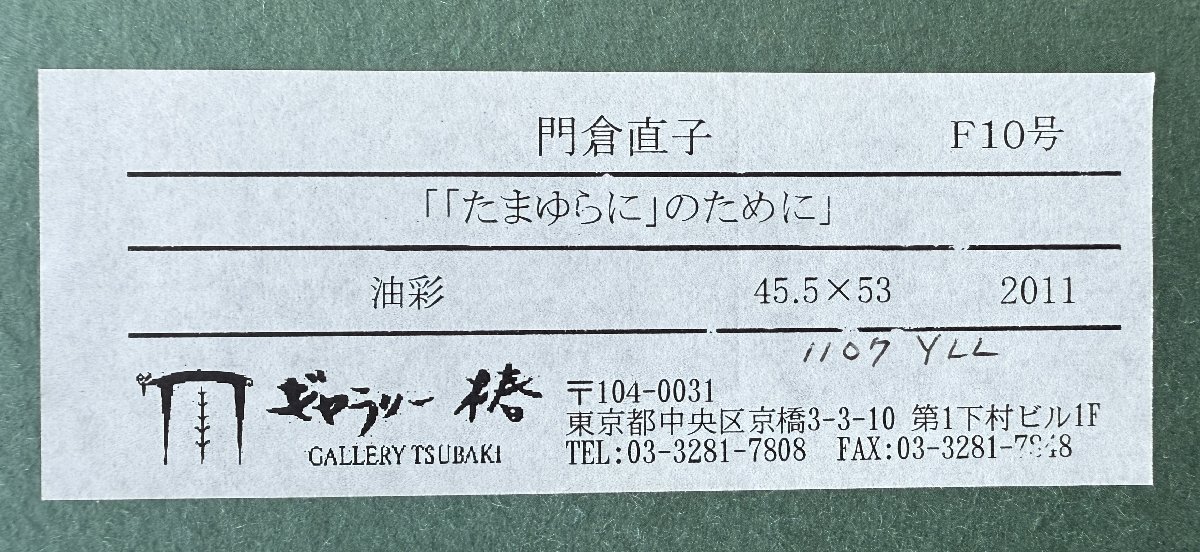 門倉直子 F10号
「「たまゆらに」のために」
油彩 45.5×53 2011
1107 YLL
ギャラリー椿
GALLERY TSUBAKI
〒104-0031
東京都中央区京橋3-3-10 第1下村ビル1F
TEL:03-3281-7808 FAX:03-3281-